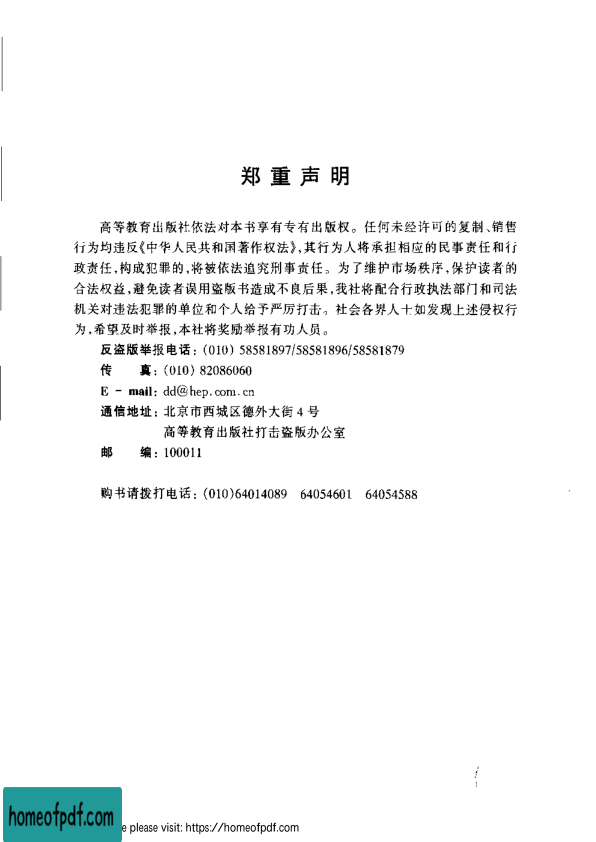 郑重声明
高等教育出版社依法对本书享有专有出版权。任何未经许可的复制、销售
行为均违反《中华人民共和国著作权法》,其行为人将承担相应的民事责任和行
政责任,构成犯罪的,将被依法追究刑事责任。为了维护市场秩序,保护读者的
合法权益,避免读者误用盗版书造成不良后果,我社将配合行政执法部门和司法
机关对违法犯罪的单位和个人给予严厉打击。社会各界人士如发现上述侵权行
为,希望及时举报,本社将奖励举报有功人员。
反盗版举报电话:(010) 58581897/58581896/58581879
传 真:(010) 82086060
E - mail: dd@hep.com.cn
通信地址:北京市西城区德外大街 4 号
高等教育出版社打击盗版办公室
邮 编:100011
购书请拨打电话:(010)64014089 64054601 64054588
homeofpdf.com
e please visit: https://homeofpdf.com